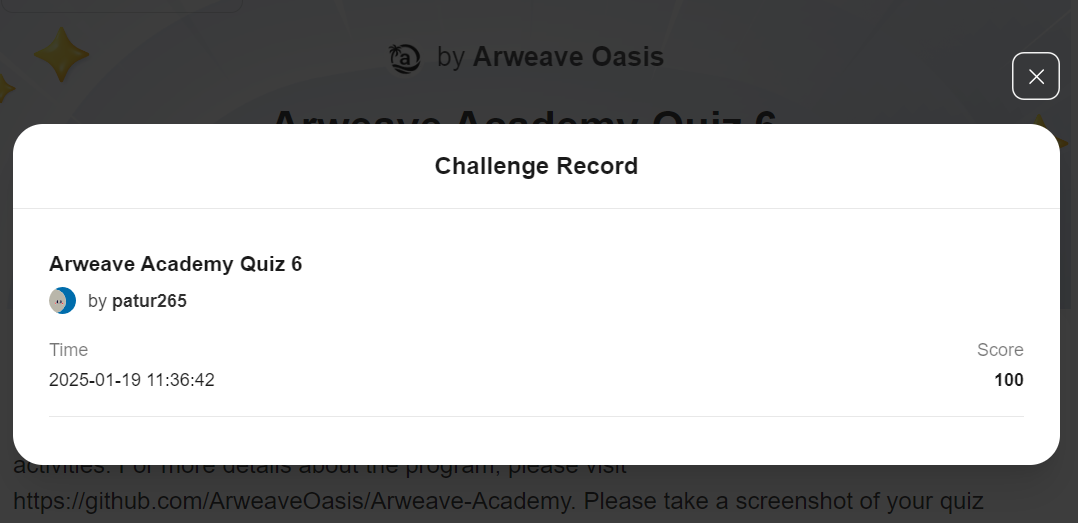 by Arweave Oasis
Arweave Academy Quiz 6
Challenge Record
Arweave Academy Quiz 6
by patur265
Time
Score
2025-01-19 11:36:42
100
activities. For more details about the program, please visit
https://github.com/ArweaveOasis/Arweave-Academy. Please take a screenshot of your quiz